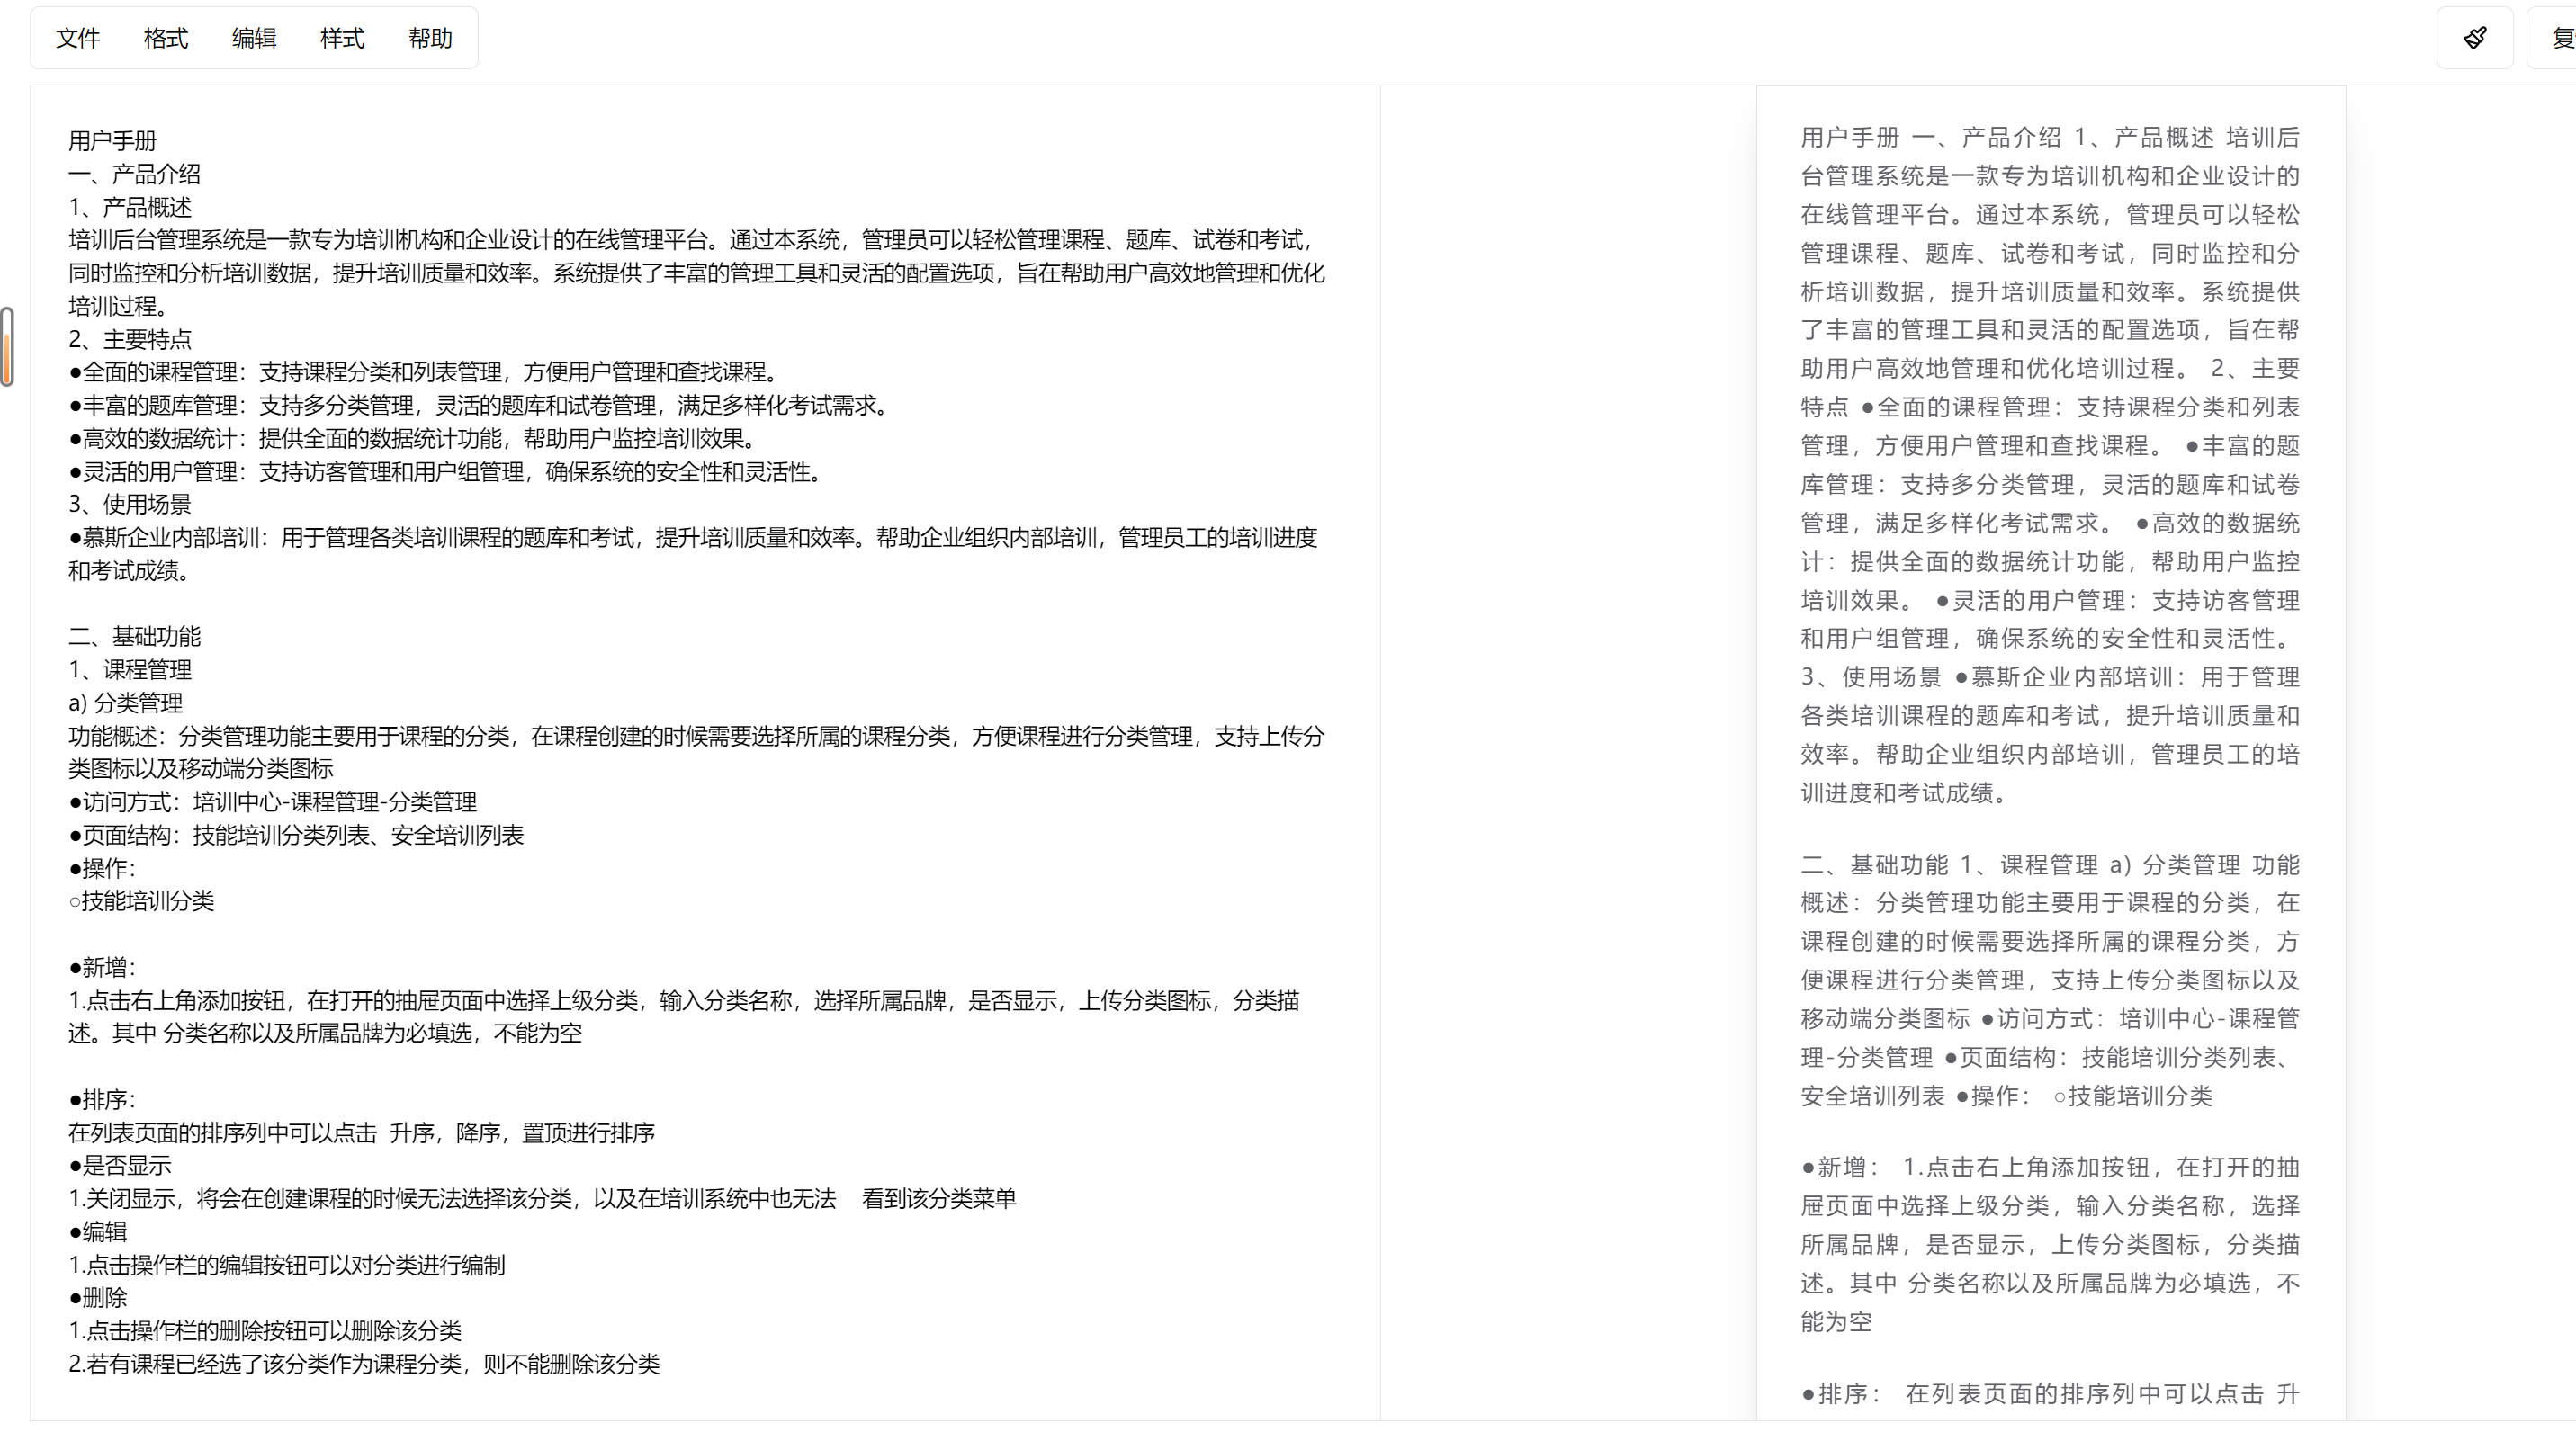 文件 格式 编辑 样式 帮助
复
用户手册
一、产品介绍
1、产品概述
培训后台管理系统是一款专为培训机构和企业设计的在线管理平台。通过本系统，管理员可以轻松管理课程、题库、试卷和考试，
同时监控和分析培训数据，提升培训质量和效率。系统提供了丰富的管理工具和灵活的配置选项，旨在帮助用户高效地管理和优化
培训过程。
2、主要特点
●全面的课程管理：支持课程分类和列表管理，方便用户管理和查找课程。
●丰富的题库管理：支持多分类管理，灵活的题库和试卷管理，满足多样化考试需求。
●高效的数据统计：提供全面的数据统计功能，帮助用户监控培训效果。
●灵活的用户管理：支持访客管理和用户组管理，确保系统的安全性和灵活性。
3、使用场景
●慕斯企业内部培训：用于管理各类培训课程的题库和考试，提升培训质量和效率。帮助企业组织内部培训，管理员工的培训进度
和考试成绩。
二、基础功能
1、课程管理
a) 分类管理
功能概述：分类管理功能主要用于课程的分类，在课程创建的时候需要选择所属的课程分类，方便课程进行分类管理，支持上传分
类图标以及移动端分类图标
●访问方式：培训中心-课程管理-分类管理
●页面结构：技能培训分类列表、安全培训列表
●操作：
○技能培训分类
●新增：
1.点击右上角添加按钮，在打开的抽屉页面中选择上级分类，输入分类名称，选择所属品牌，是否显示，上传分类图标，分类描
述。其中 分类名称以及所属品牌为必填选，不能为空
●排序：
在列表页面的排序列中可以点击  升序，降序，置顶进行排序
●是否显示
1.关闭显示，将会在创建课程的时候无法选择该分类，以及在培训系统中也无法    看到该分类菜单
●编辑
1.点击操作栏的编辑按钮可以对分类进行编制
●删除
1.点击操作栏的删除按钮可以删除该分类
2.若有课程已经选了该分类作为课程分类，则不能删除该分类
用户手册 一、产品介绍 1、产品概述 培训后
台管理系统是一款专为培训机构和企业设计的
在线管理平台。通过本系统，管理员可以轻松
管理课程、题库、试卷和考试，同时监控和分
析培训数据，提升培训质量和效率。系统提供
了丰富的管理工具和灵活的配置选项，旨在帮
助用户高效地管理和优化培训过程。 2、主要
特点 ●全面的课程管理：支持课程分类和列表
管理，方便用户管理和查找课程。 ●丰富的题
库管理：支持多分类管理，灵活的题库和试卷
管理，满足多样化考试需求。 ●高效的数据统
计：提供全面的数据统计功能，帮助用户监控
培训效果。 ●灵活的用户管理：支持访客管理
和用户组管理，确保系统的安全性和灵活性。
3、使用场景 ●慕斯企业内部培训：用于管理
各类培训课程的题库和考试，提升培训质量和
效率。帮助企业组织内部培训，管理员工的培
训进度和考试成绩。
二、基础功能 1、课程管理 a) 分类管理 功能
概述：分类管理功能主要用于课程的分类，在
课程创建的时候需要选择所属的课程分类，方
便课程进行分类管理，支持上传分类图标以及
移动端分类图标 ●访问方式：培训中心-课程管
理-分类管理 ●页面结构：技能培训分类列表、
安全培训列表 ●操作： ○技能培训分类
●新增： 1.点击右上角添加按钮，在打开的抽
屉页面中选择上级分类，输入分类名称，选择
所属品牌，是否显示，上传分类图标，分类描
述。其中 分类名称以及所属品牌为必填选，不
能为空
●排序： 在列表页面的排序列中可以点击 升